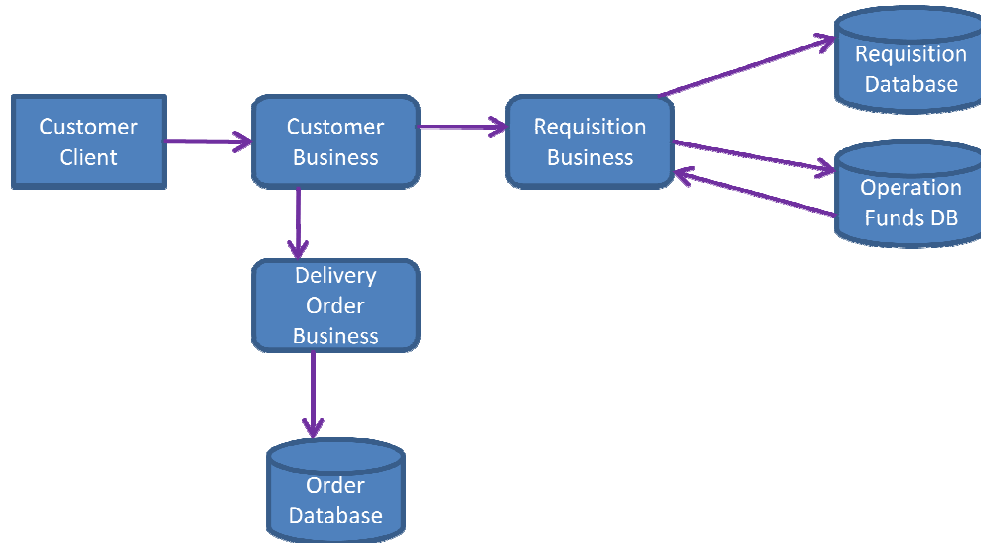 Customer
Client
Customer
Business
Requisition
Business
Requisition
Database
Operation
Funds DB
Delivery
Order
Business
Order
Database